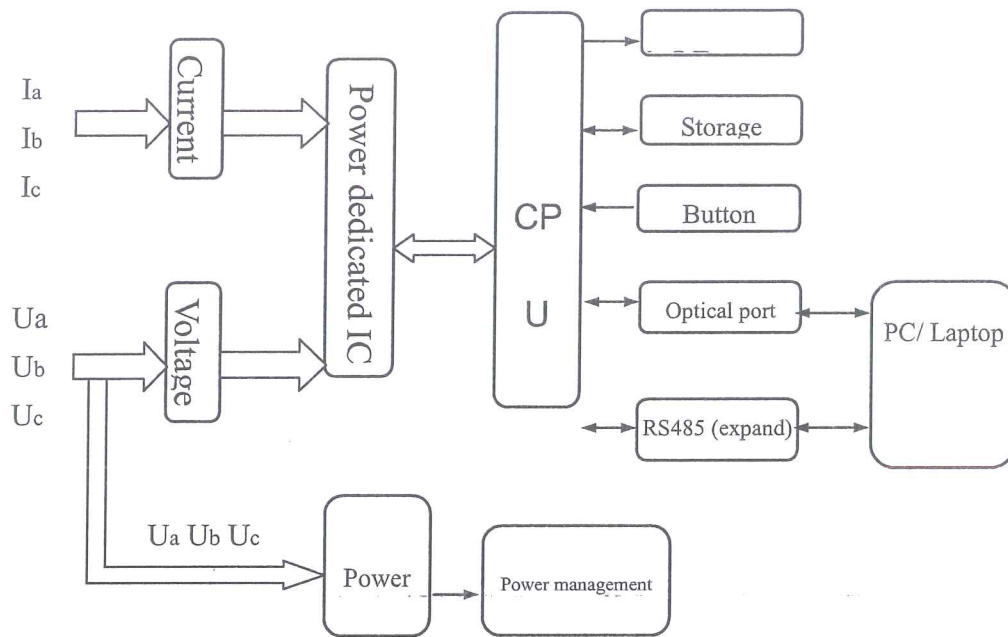 Ia
Ib
Ic
Current
Power dedicated IC
CP
U
Storage
Button
Optical port
PC/ Laptop
RS485 (expand)
Ua
Ub
Uc
Voltage
Ua Ub Uc
Power
Power management